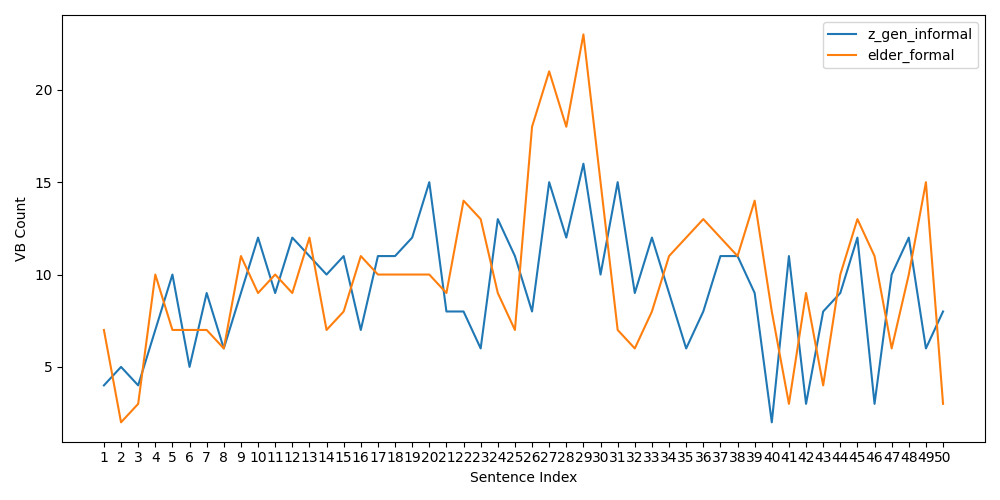 z_gen_informal
elder_formal
VB Count
20
15
10
5
1 2 3 4 5 6 7 8 9 10 11 12 13 14 15 16 17 18 19 20 21 22 23 24 25 26 27 28 29 30 31 32 33 34 35 36 37 38 39 40 41 42 43 44 45 46 47 48 49 50
Sentence Index